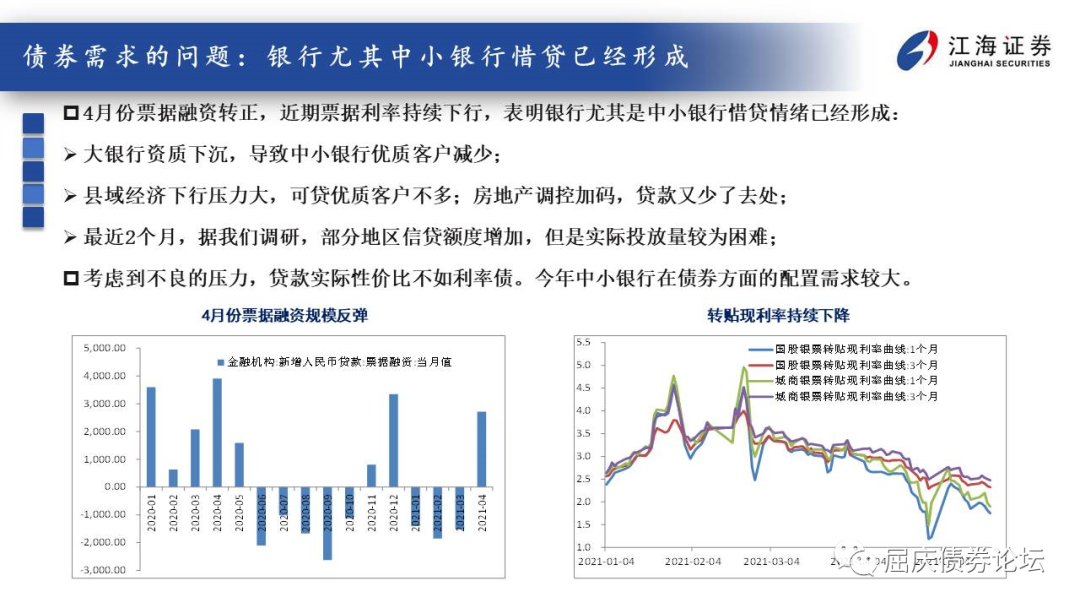 债券需求的问题：银行尤其中小银行惜贷已经形成
江海证券
JIANGHAI SECURITIES
4月份票据融资转正，近期票据利率持续下行，表明银行尤其是中小银行惜贷情绪已经形成：
大银行资质下沉，导致中小银行优质客户减少；
县域经济下行压力大，可贷优质客户不多；房地产调控加码，贷款又少了去处；
最近2个月，据我们调研，部分地区信贷额度增加，但是实际投放量较为困难；
考虑到不良的压力，贷款实际性价比不如利率债。今年中小银行在债券方面的配置需求较大。
4月份票据融资规模反弹
5,000.00
4,000.00
3,000.00
2,000.00
1,000.00
0.00
-1,000.00
-2,000.00
-3,000.00
金融机构:新增人民币贷款:票据融资:当月值
2020-01
2020-02
2020-03
2020-04
2020-05
2020-06
2020-07
2020-08
2020-09
2020-10
2020-11
2020-12
2021-01
2021-02
2021-03
2021-04
转贴现利率持续下降
5.5
5.0
4.5
4.0
3.5
3.0
2.5
2.0
1.5
1.0
国股银票转贴现利率曲线:1个月
国股银票转贴现利率曲线:3个月
城商银票转贴现利率曲线:1个月
城商银票转贴现利率曲线:3个月
2021-01-04
2021-02-04
2021-03-04
屈庆债券论坛